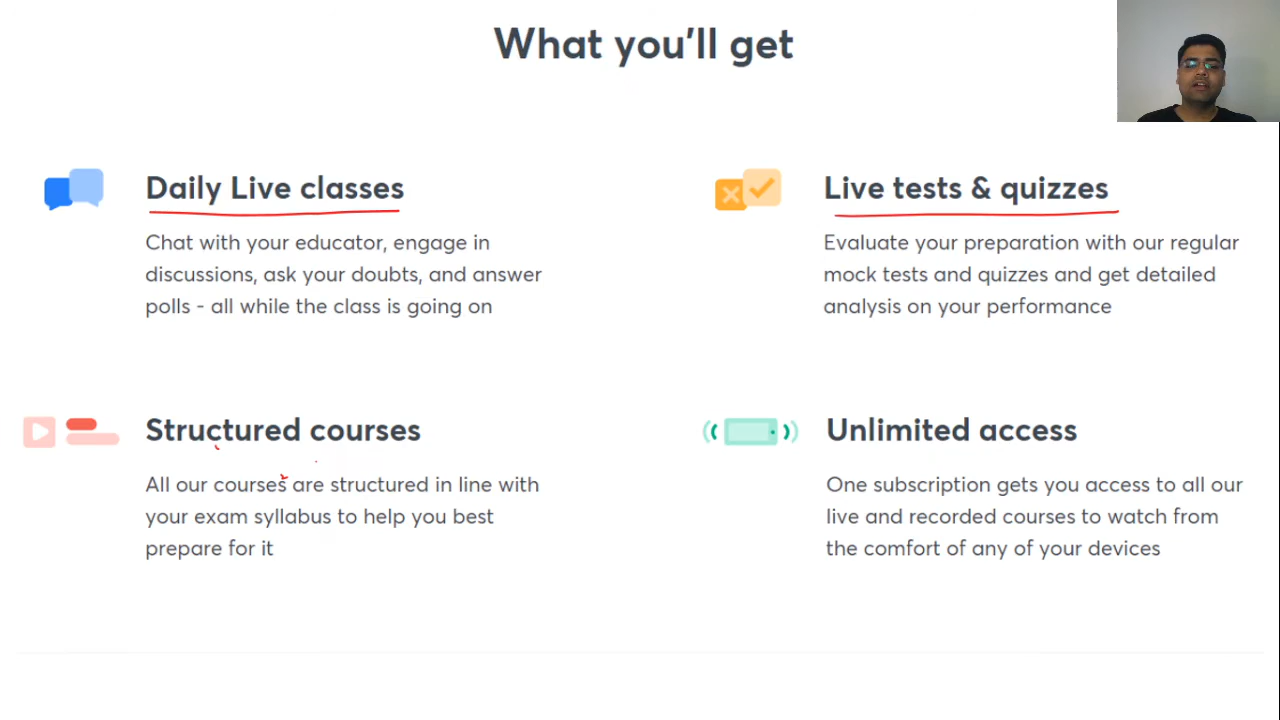 What you'll get
Daily Live classes
Chat with your educator, engage in
discussions, ask your doubts, and answer
polls - all while the class is going on
Live tests & quizzes
Evaluate your preparation with our regular
mock tests and quizzes and get detailed
analysis on your performance
Structured courses
All our courses are structured in line with
your exam syllabus to help you best
prepare for it
Unlimited access
One subscription gets you access to all our
live and recorded courses to watch from
the comfort of any of your devices